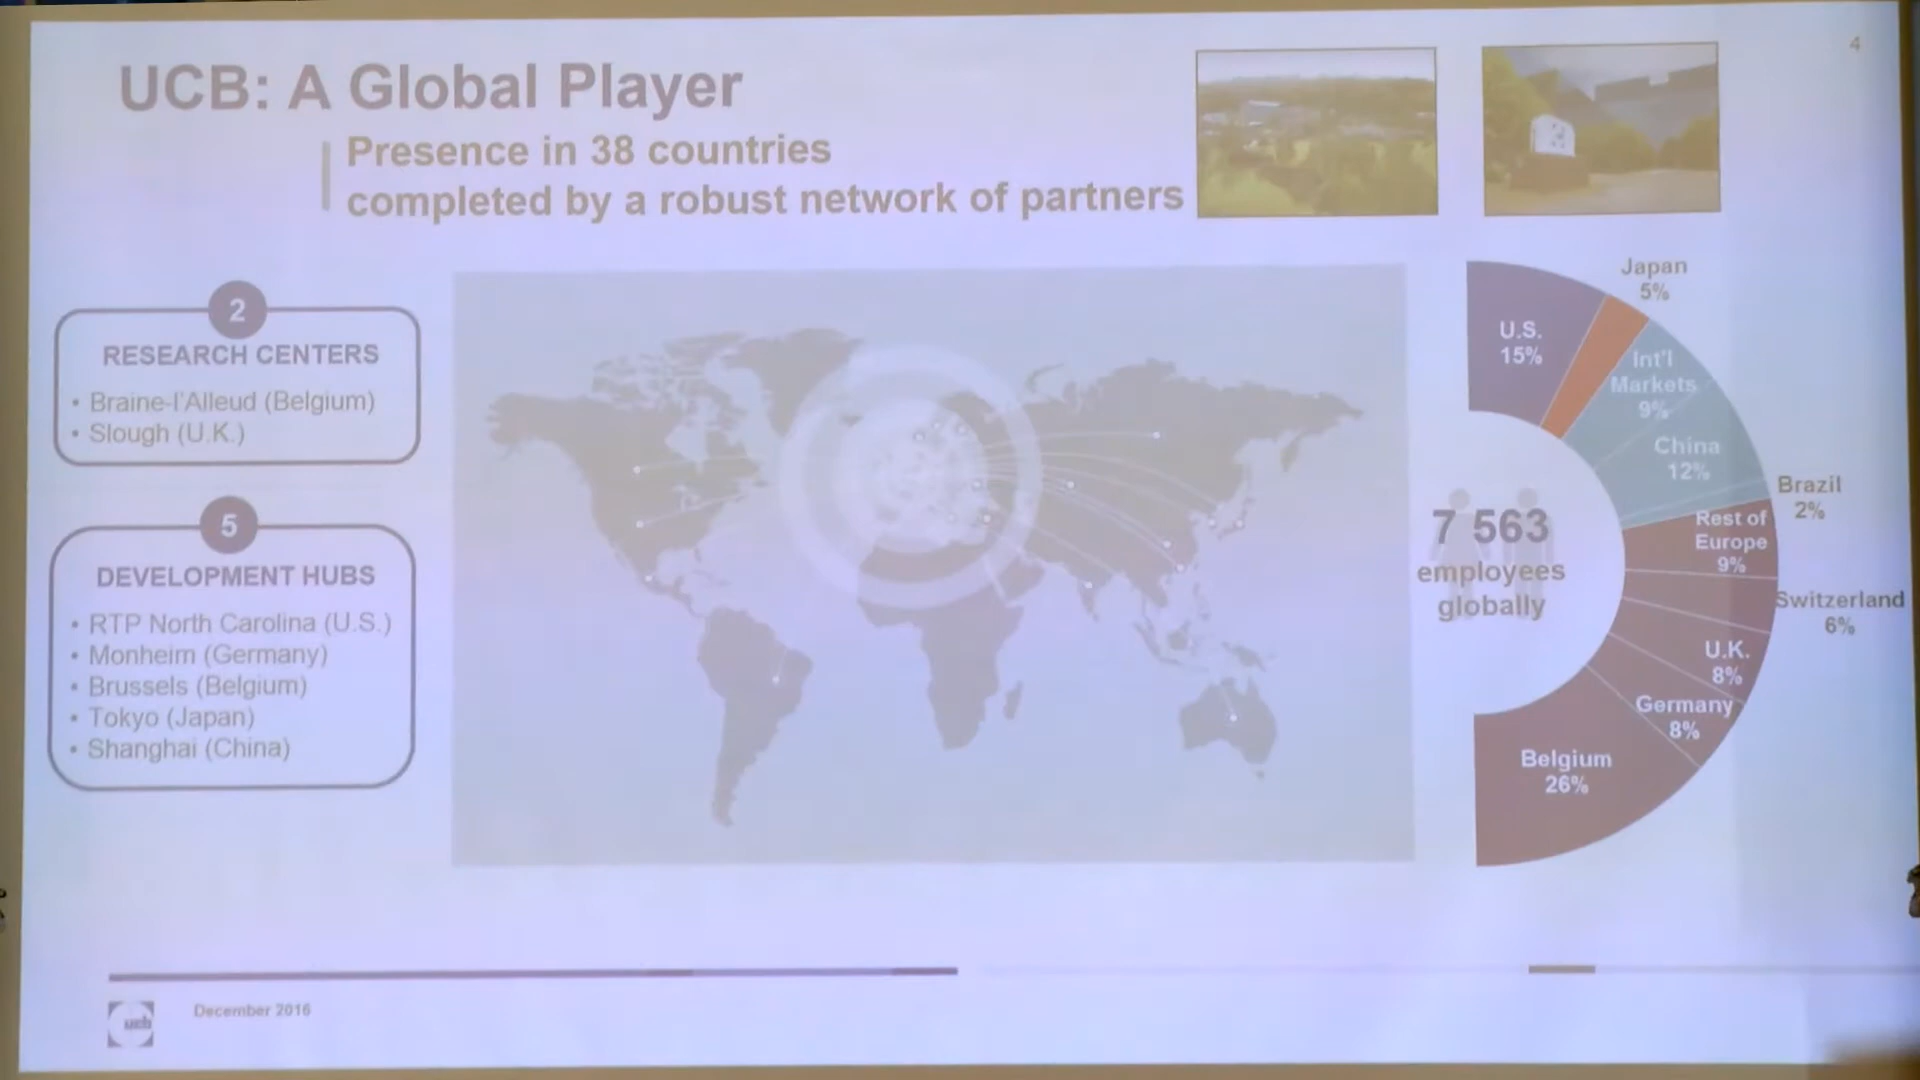 4
UCB: A Global Player
Presence in 38 countries
completed by a robust network of partners
2
RESEARCH CENTERS
• Braine-l'Alleud (Belgium)
• Slough (U.K.)
5
DEVELOPMENT HUBS
• RTP North Carolina (U.S.)
• Monheim (Germany)
• Brussels (Belgium)
• Tokyo (Japan)
• Shanghai (China)
U.S.
15%
Japan
5%
Int'l
Markets
9%
China
12%
Brazil
2%
Rest of
Europe
9%
Switzerland
6%
U.K.
8%
Germany
8%
Belgium
26%
7 563
employees
globally
ucb
December 2016